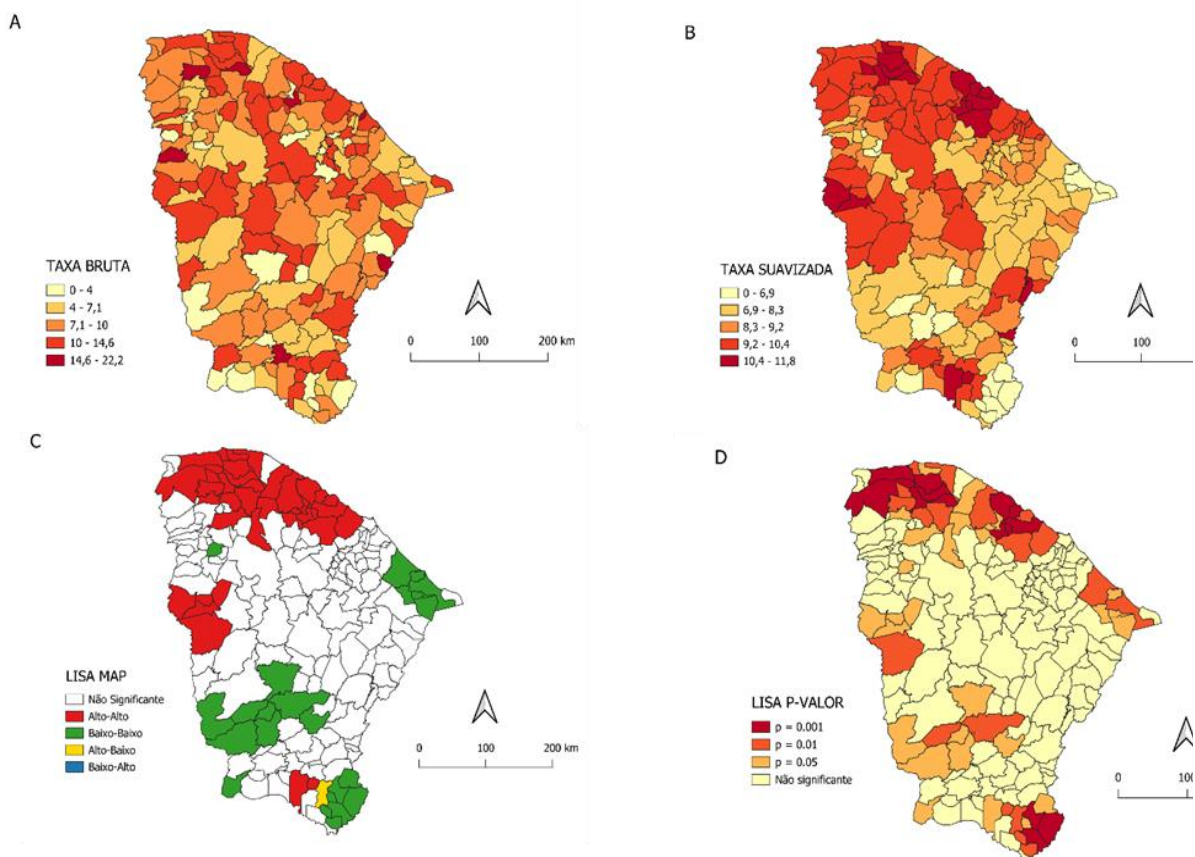 A
TAXA BRUTA
0 - 4
4 - 7,1
7,1 - 10
10 - 14,6
14,6 - 22,2
0 100 200 km
B
TAXA SUAVIZADA
0 - 6,9
6,9 - 8,3
8,3 - 9,2
9,2 - 10,4
10,4 - 11,8
0 100
C
LISA MAP
Não Significante
Alto-Alto
Baixo-Baixo
Alto-Baixo
Baixo-Alto
0 100 200 km
D
LISA P-VALOR
p = 0.001
p = 0.01
p = 0.05
Não significante
0 100